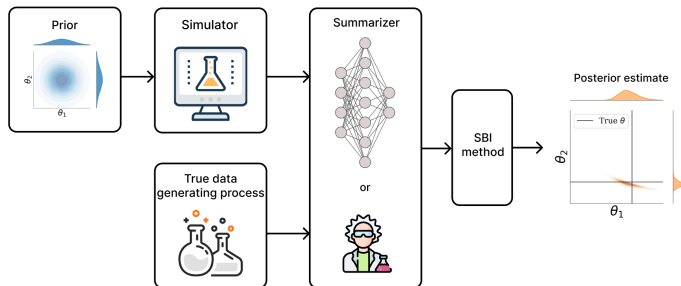 Prior
θ2
θ1
Simulator
True data
generating process
Summarizer
or
SBI
method
Posterior estimate
True θ
θ2
θ1